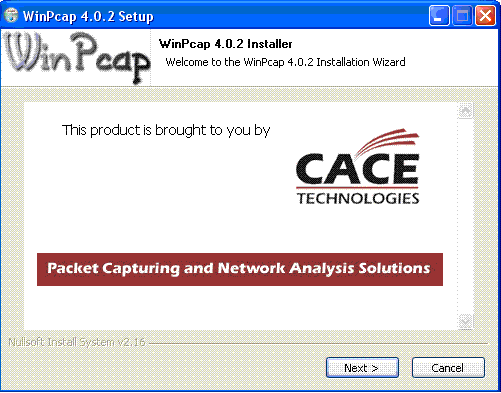 WinPcap 4.0.2 Setup
WinPcap
WinPcap 4.0.2 Installer
Welcome to the WinPcap 4.0.2 Installation Wizard
This product is brought to you by
CACE
TECHNOLOGIES
Packet Capturing and Network Analysis Solutions
Nullsoft Install System v2.16
Next >
Cancel